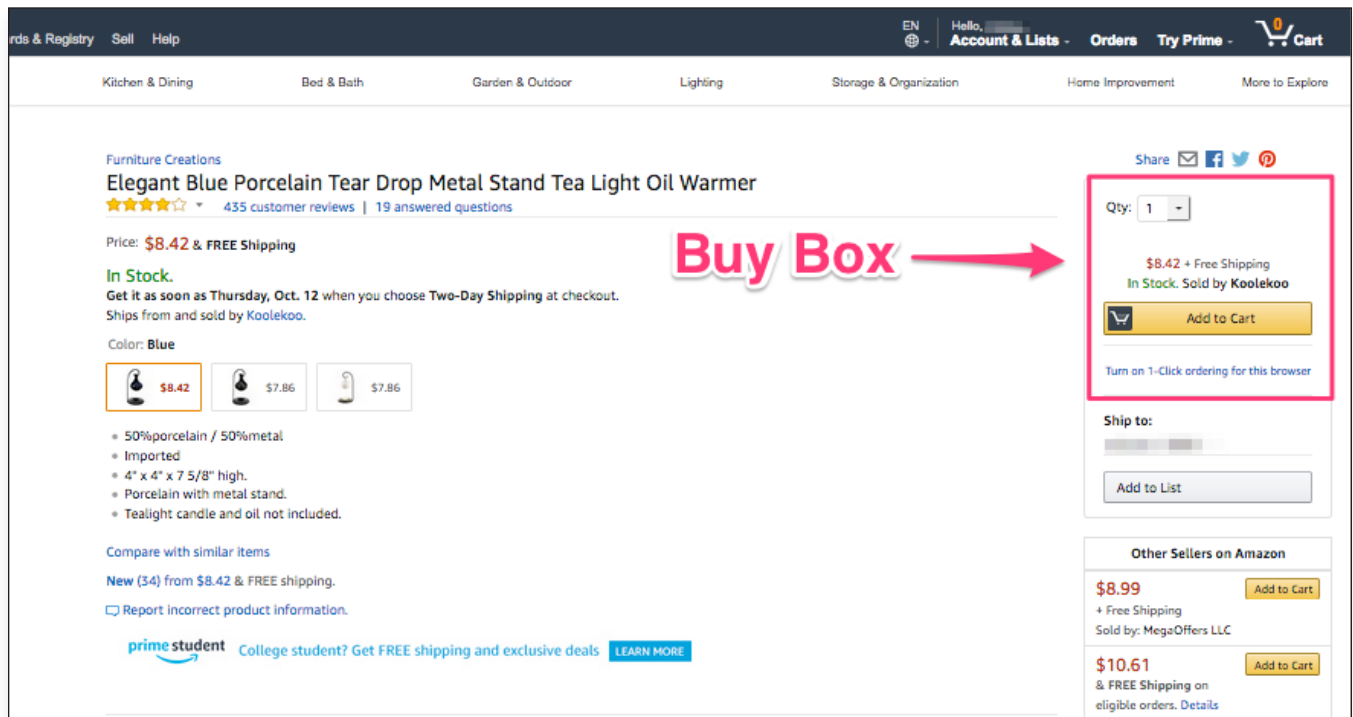 rds & Registry Sell Help
EN
Hello,
Account & Lists
Orders
Try Prime
0
Cart
Kitchen & Dining
Bed & Bath
Garden & Outdoor
Lighting
Storage & Organization
Home Improvement
More to Explore
Furniture Creations
Elegant Blue Porcelain Tear Drop Metal Stand Tea Light Oil Warmer
435 customer reviews | 19 answered questions
Price: $8.42 & FREE Shipping
In Stock.
Get it as soon as Thursday, Oct. 12 when you choose Two-Day Shipping at checkout.
Ships from and sold by Koolekoo.
Color: Blue
$8.42
$7.86
$7.86
50%porcelain / 50%metal
Imported
4" x 4" x 7 5/8" high.
Porcelain with metal stand.
Tealight candle and oil not included.
Compare with similar items
New (34) from $8.42 & FREE shipping.
Report incorrect product information.
prime student
College student? Get FREE shipping and exclusive deals
LEARN MORE
Buy Box
Share
Qty: 1
$8.42 + Free Shipping
In Stock. Sold by Koolekoo
Add to Cart
Turn on 1-Click ordering for this browser
Ship to:
Add to List
Other Sellers on Amazon
$8.99
Add to Cart
+ Free Shipping
Sold by: MegaOffers LLC
$10.61
Add to Cart
& FREE Shipping on
eligible orders. Details